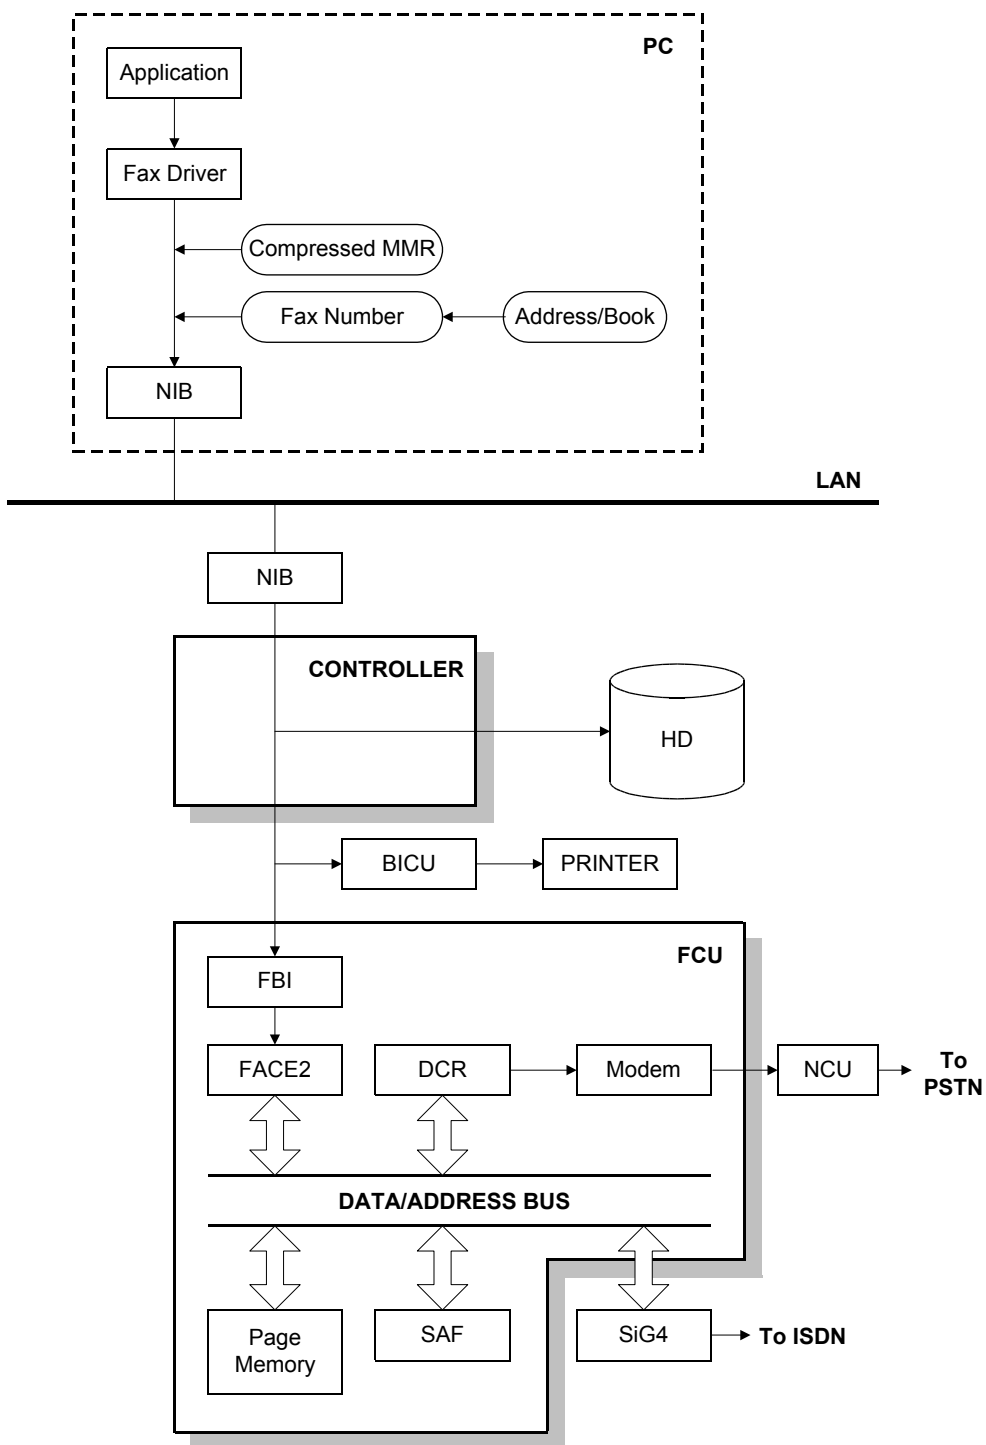 PC
Application
Fax Driver
Compressed MMR
Fax Number
Address/Book
NIB
LAN
NIB
CONTROLLER
HD
BICU
PRINTER
FCU
FBI
FACE2
DCR
Modem
NCU
To
PSTN
DATA/ADDRESS BUS
Page
Memory
SAF
SiG4
To ISDN